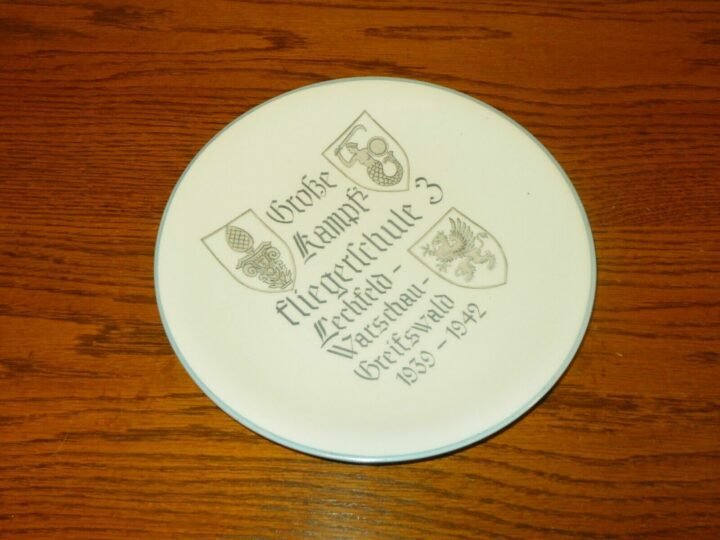 Große
Kampf-
fliegerschule 3
Lechfeld-
Warschau-
Greifswald
1939-1942